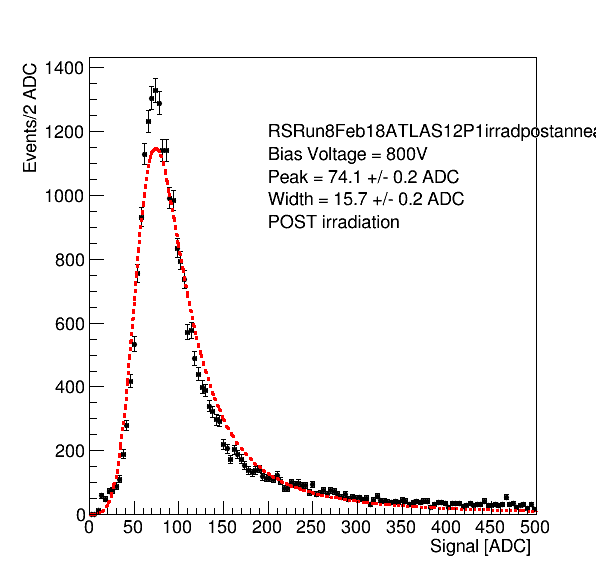 Events/2 ADC
1400
1200
1000
800
600
400
200
0
RSRun8Feb18ATLAS12P1irradpostannea
Bias Voltage = 800V
Peak = 74.1 +/- 0.2 ADC
Width = 15.7 +/- 0.2 ADC
POST irradiation
0 50 100 150 200 250 300 350 400 450 500
Signal [ADC]